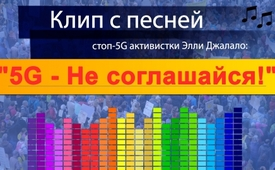 Клип с песней
стоп-5G активистки Элли Джалало:
"5G - Не соглашайся!"